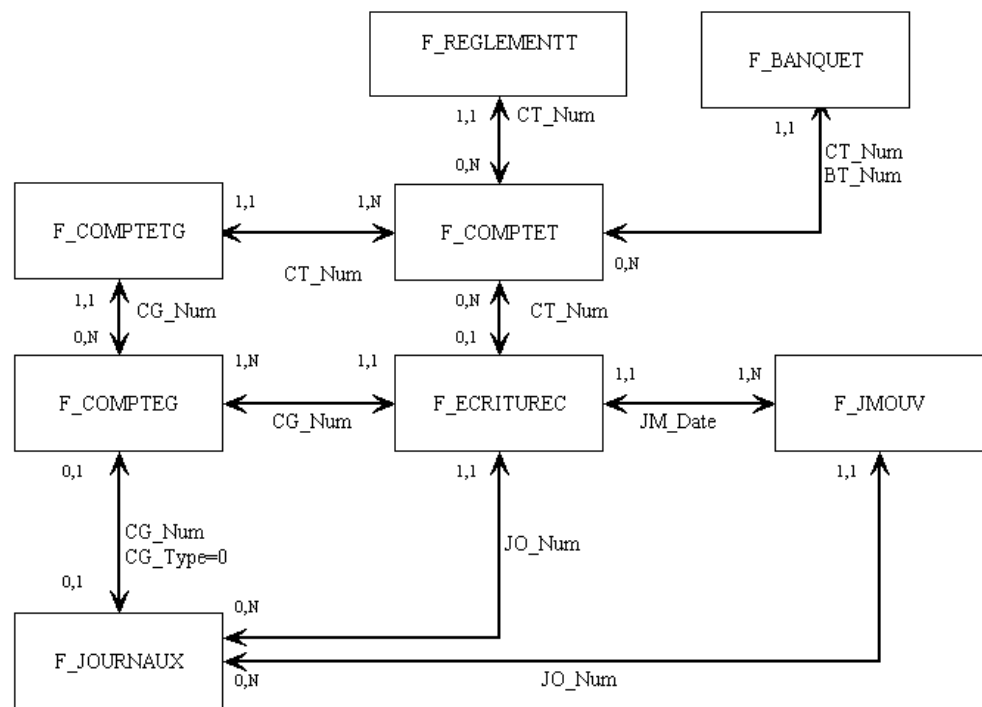 F_REGLEMENTT
F_BANQUET
1,1
CT_Num
1,1
0,N
CT_Num
BT_Num
F_COMPTETG
1,1
1,N
F_COMPTET
CT_Num
0,N
1,1
CG_Num
0,N
CT_Num
0,N
0,1
F_COMPTEG
1,N
1,1
CG_Num
F_ECRITUREC
1,1
1,N
JM_Date
F_JMOUV
0,1
1,1
1,1
CG_Num
CG_Type=0
JO_Num
0,1
0,N
F_JOURNAUX
0,N
JO_Num